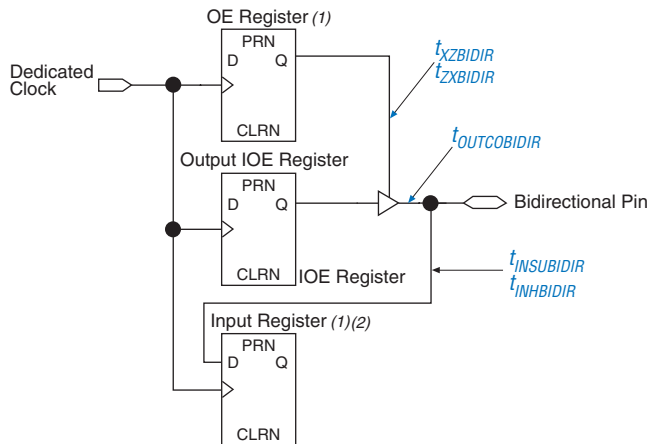 OE Register (1)
PRN
D Q
CLRN
Dedicated
Clock
tXZBIDIR
tZXBIDIR
tOUTCOBIDIR
Output IOE Register
PRN
D Q
CLRN
IOE Register
Bidirectional Pin
tINSUBIDIR
tINHBIDIR
Input Register (1)(2)
PRN
D Q
CLRN